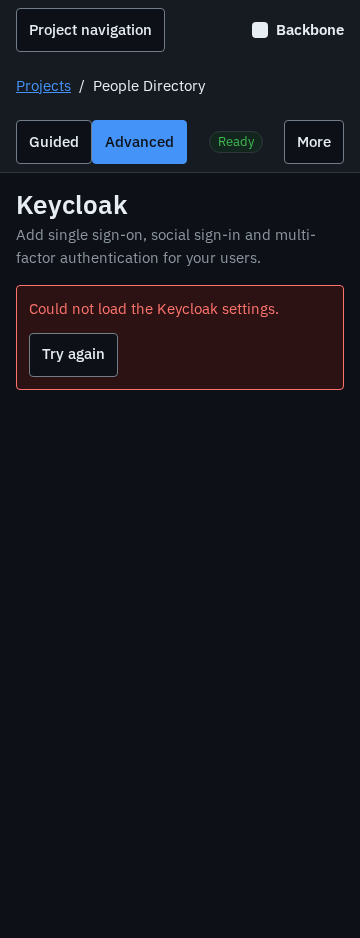 Project navigation
Backbone
Projects / People Directory
Guided
Advanced
Ready
More
Keycloak
Add single sign-on, social sign-in and multi-
factor authentication for your users.
Could not load the Keycloak settings.
Try again